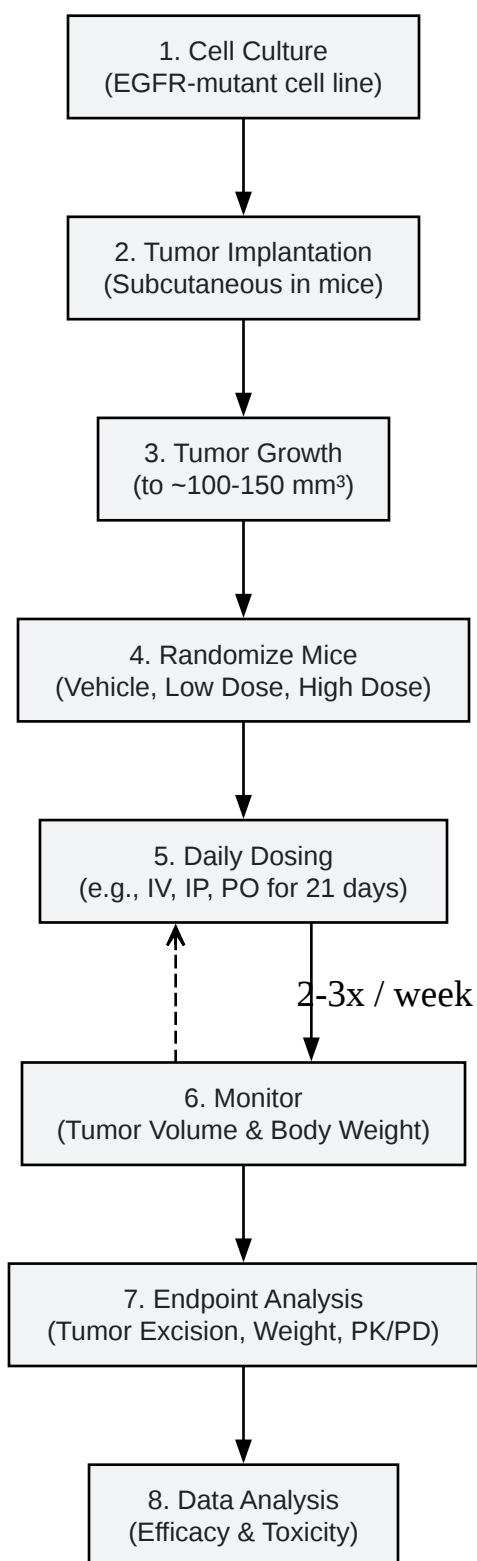 1. Cell Culture
(EGFR-mutant cell line)
2. Tumor Implantation
(Subcutaneous in mice)
3. Tumor Growth
(to ~100-150 mm³)
4. Randomize Mice
(Vehicle, Low Dose, High Dose)
5. Daily Dosing
(e.g., IV, IP, PO for 21 days)
2-3x / week
6. Monitor
(Tumor Volume & Body Weight)
7. Endpoint Analysis
(Tumor Excision, Weight, PK/PD)
8. Data Analysis
(Efficacy & Toxicity)